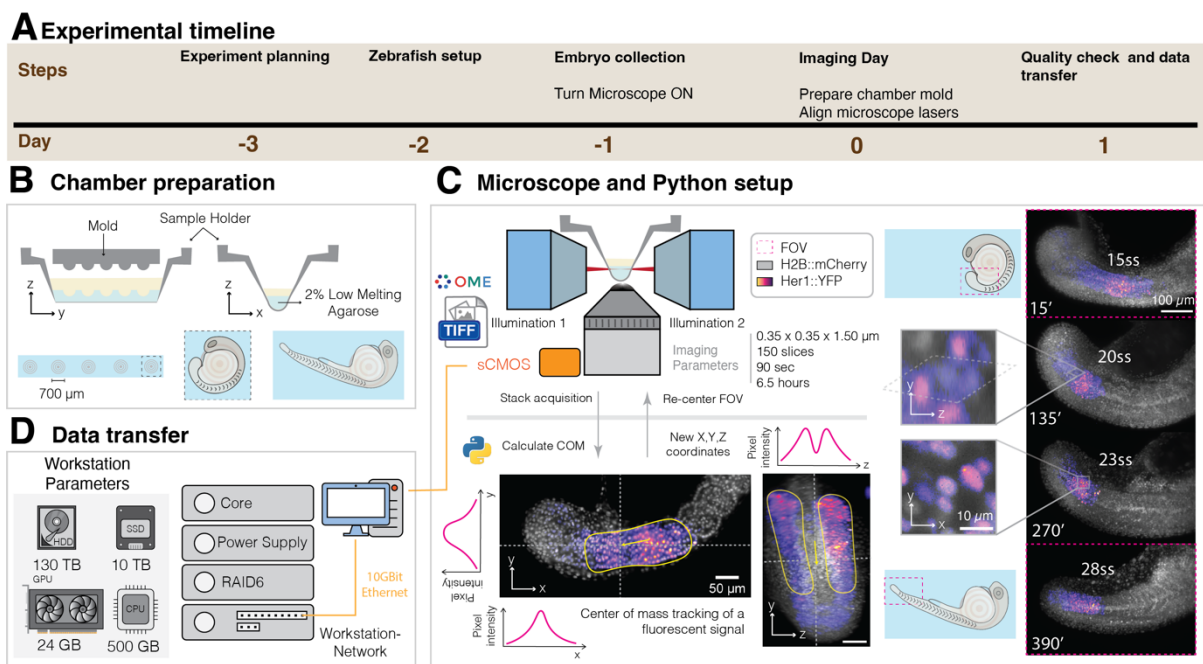 A Experimental timeline
Steps
Experiment planning
Zebrafish setup
Embryo collection
Turn Microscope ON
Imaging Day
Prepare chamber mold
Align microscope lasers
Quality check and data
transfer
Day
-3
-2
-1
0
1
B Chamber preparation
Mold
Sample Holder
z
y
z
x
2% Low Melting
Agarose
700 µm
C Microscope and Python setup
OME
TIFF
Illumination 1
Illumination 2
sCMOS
FOV
H2B::mCherry
Her1::YFP
Imaging
Parameters
0.35 x 0.35 x 1.50 µm
150 slices
90 sec
6.5 hours
Stack acquisition
Re-center FOV
Calculate COM
New X,Y,Z
coordinates
Pixel
intensity
z
Pixel
intensity
y
y
x
50 µm
Pixel
intensity
x
Center of mass tracking of a
fluorescent signal
y
z
y
z
y
x
10 µm
15ss
100 µm
15’
20ss
135’
23ss
270’
28ss
390’
D Data transfer
Workstation
Parameters
HDD
130 TB
SSD
10 TB
GPU
24 GB
CPU
500 GB
Core
Power Supply
RAID6
10GBit
Ethernet
Workstation-
Network